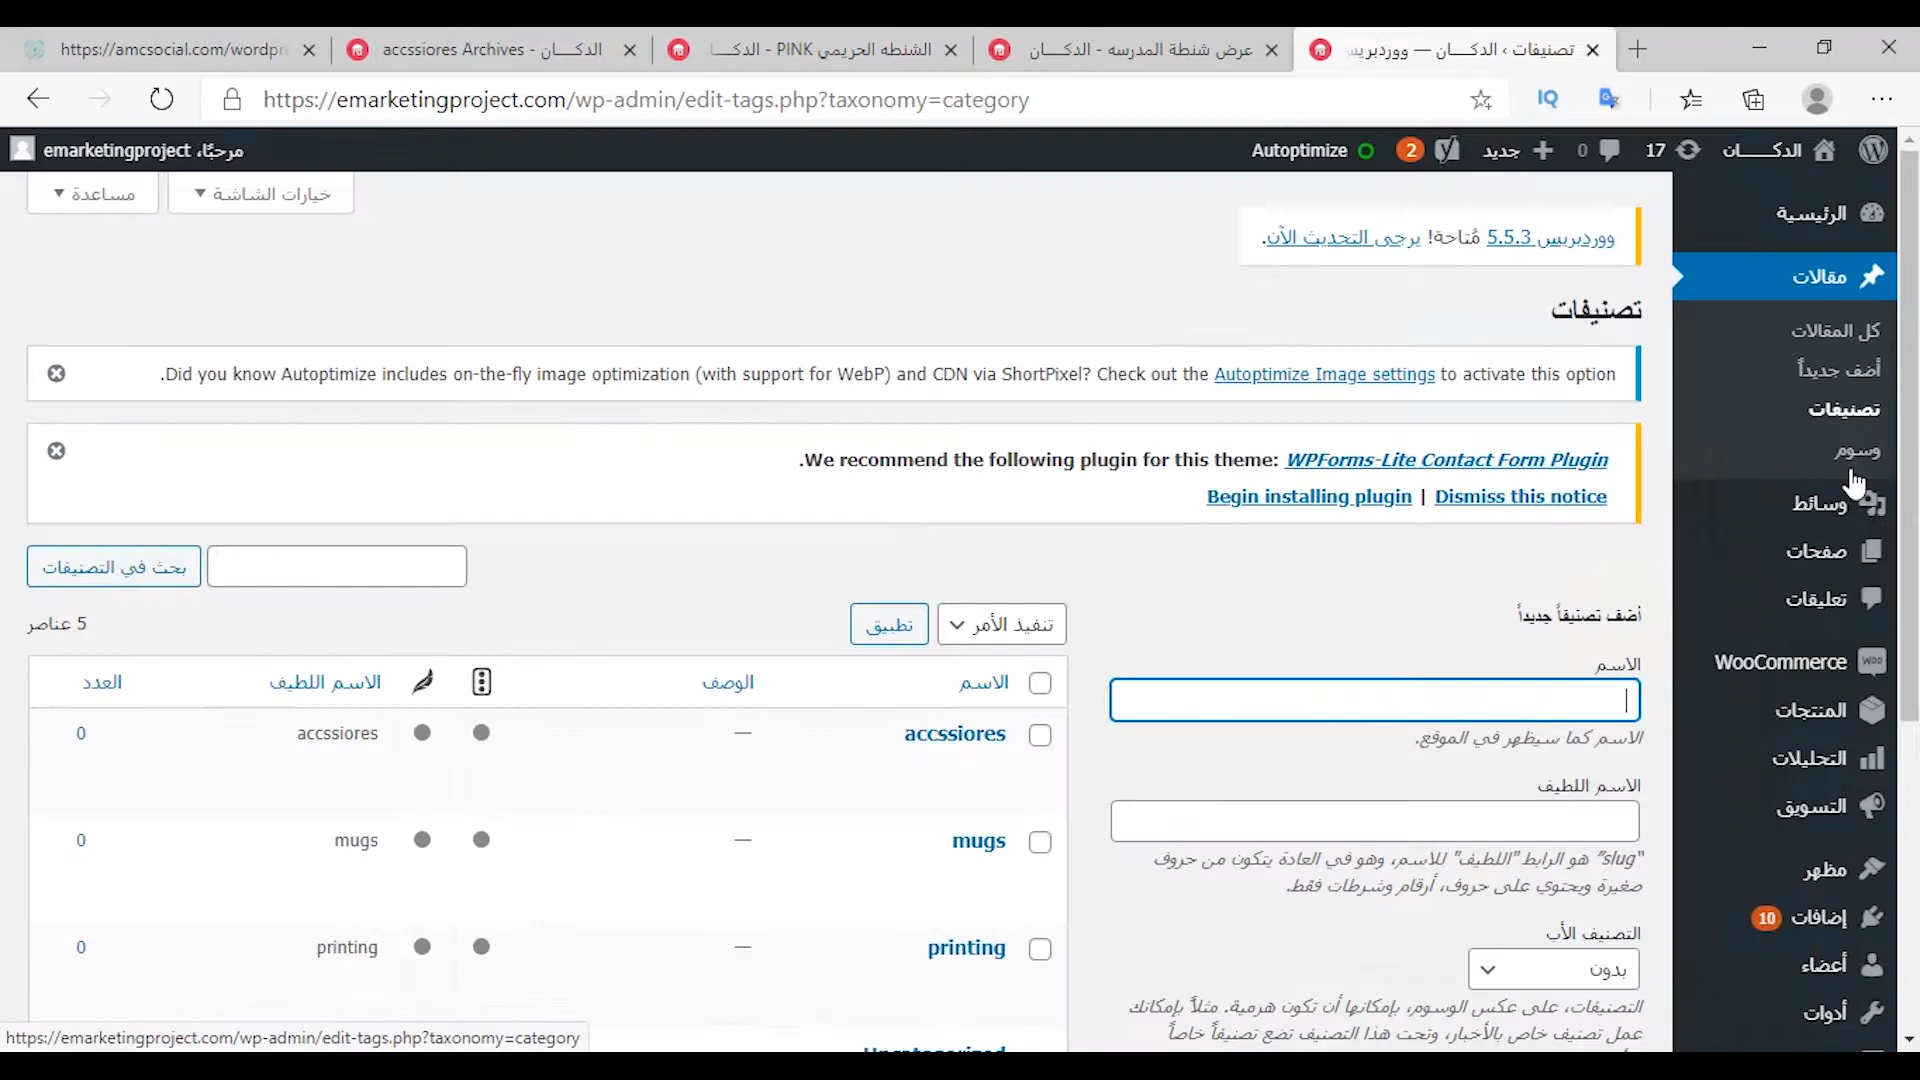 https://amcsocial.com/wordpr
accssiores Archives - الدكـــان
الشنطه الحريمي PINK - الدكـ
عرض شنطة المدرسه - الدكـــان
تصنيفات ‹ الدكـــان — ووردبريس
https://emarketingproject.com/wp-admin/edit-tags.php?taxonomy=category
IQ
الدكـــــان
17
0
جديد
2
Autoptimize
مرحبًا، emarketingproject
خيارات الشاشة
مساعدة
ووردبريس 5.5.3 مُتاحة! يرجى التحديث الآن.
تصنيفات
Did you know Autoptimize includes on-the-fly image optimization (with support for WebP) and CDN via ShortPixel? Check out the Autoptimize Image settings to activate this option.
We recommend the following plugin for this theme: WPForms-Lite Contact Form Plugin.
Begin installing plugin | Dismiss this notice
بحث في التصنيفات
تنفيذ الأمر
تطبيق
5 عناصر
الاسم
الوصف
الاسم اللطيف
العدد
accssiores
—
accssiores
0
mugs
—
mugs
0
printing
—
printing
0
Uncategorized
أضف تصنيفاً جديداً
الاسم
الاسم كما سيظهر في الموقع.
الاسم اللطيف
"slug" هو الرابط "اللطيف" للاسم، وهو في العادة يتكون من حروف
صغيرة ويحتوي على حروف، أرقام وشرطات فقط.
التصنيف الأب
بدون
التصنيفات، على عكس الوسوم، بإمكانها أن تكون هرمية. مثلاً بإمكانك
عمل تصنيف خاص بالأخبار، وتحت هذا التصنيف تضع تصنيفاً خاصاً
الرئيسية
مقالات
كل المقالات
أضف جديداً
تصنيفات
وسوم
وسائط
صفحات
تعليقات
WooCommerce
المنتجات
التحليلات
التسويق
مظهر
إضافات 10
أعضاء
أدوات
https://emarketingproject.com/wp-admin/edit-tags.php?taxonomy=category